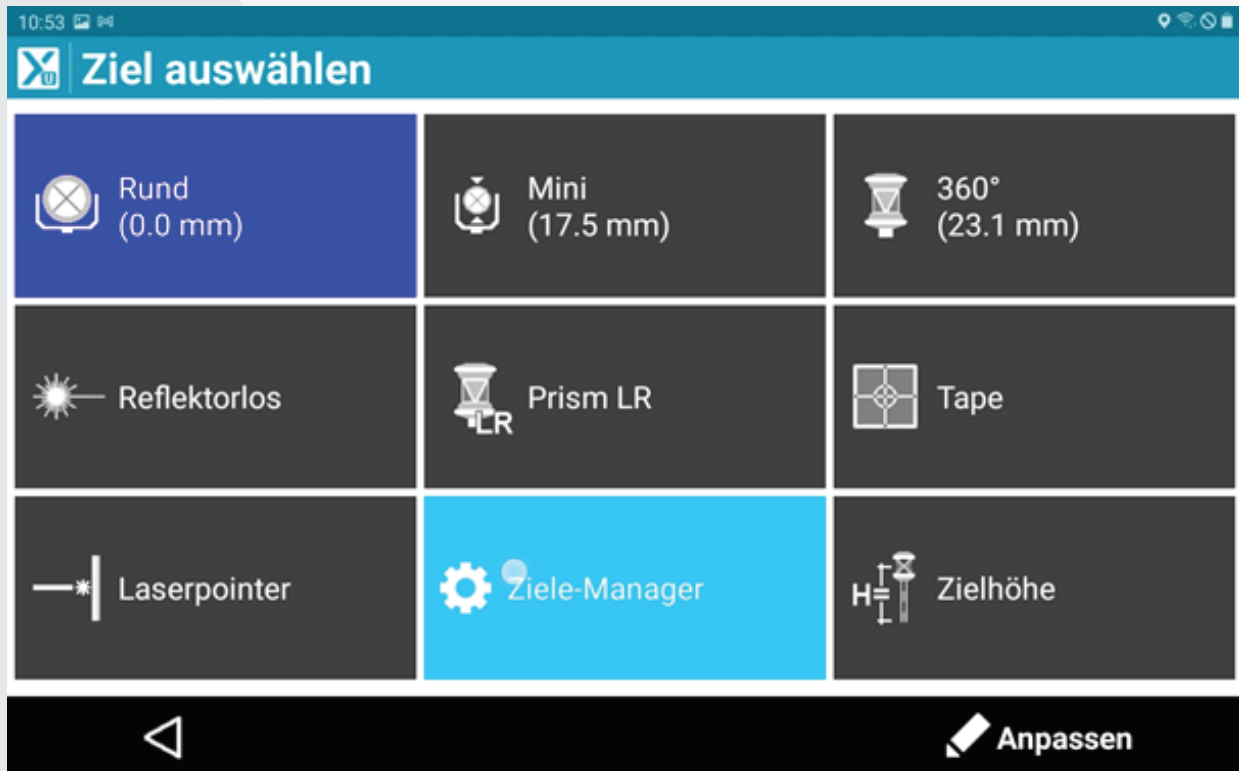 10:53
Ziel auswählen
Rund
(0.0 mm)
Mini
(17.5 mm)
360°
(23.1 mm)
Reflektorlos
LR
Prism LR
Tape
Laserpointer
Ziele-Manager
H=
Zielhöhe
Anpassen